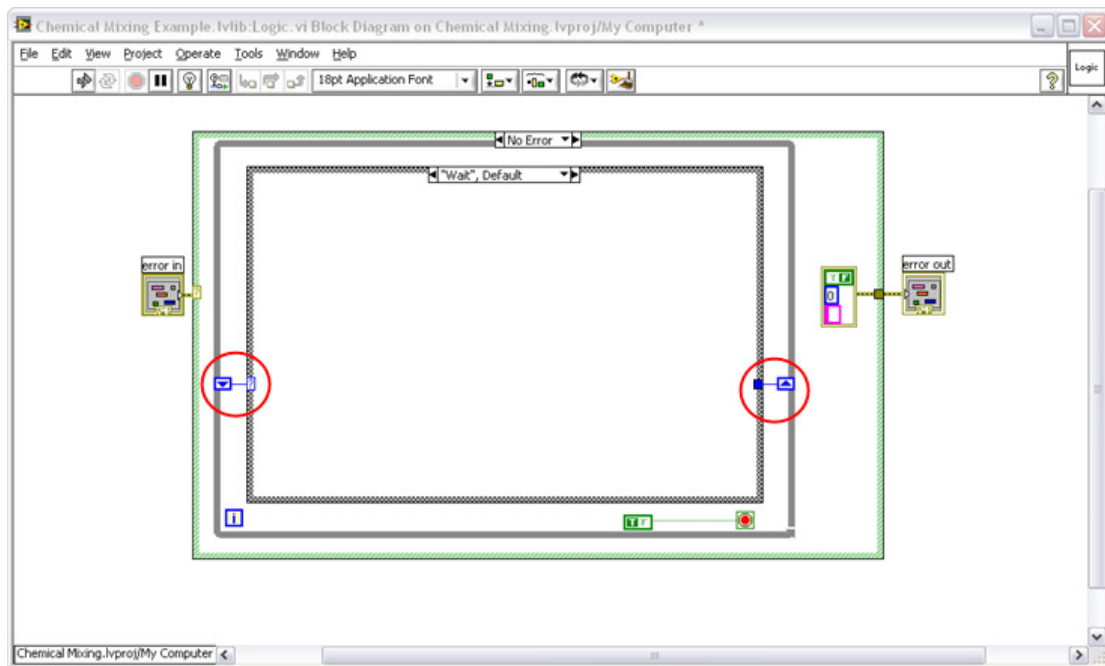 Chemical Mixing Example.lvlib:Logic.vi Block Diagram on Chemical Mixing.lvproj/My Computer *
File Edit View Project Operate Tools Window Help
18pt Application Font
?
Logic
No Error
"Wait", Default
error in
?
T F
0
error out
?
i
T F
Chemical Mixing.lvproj/My Computer